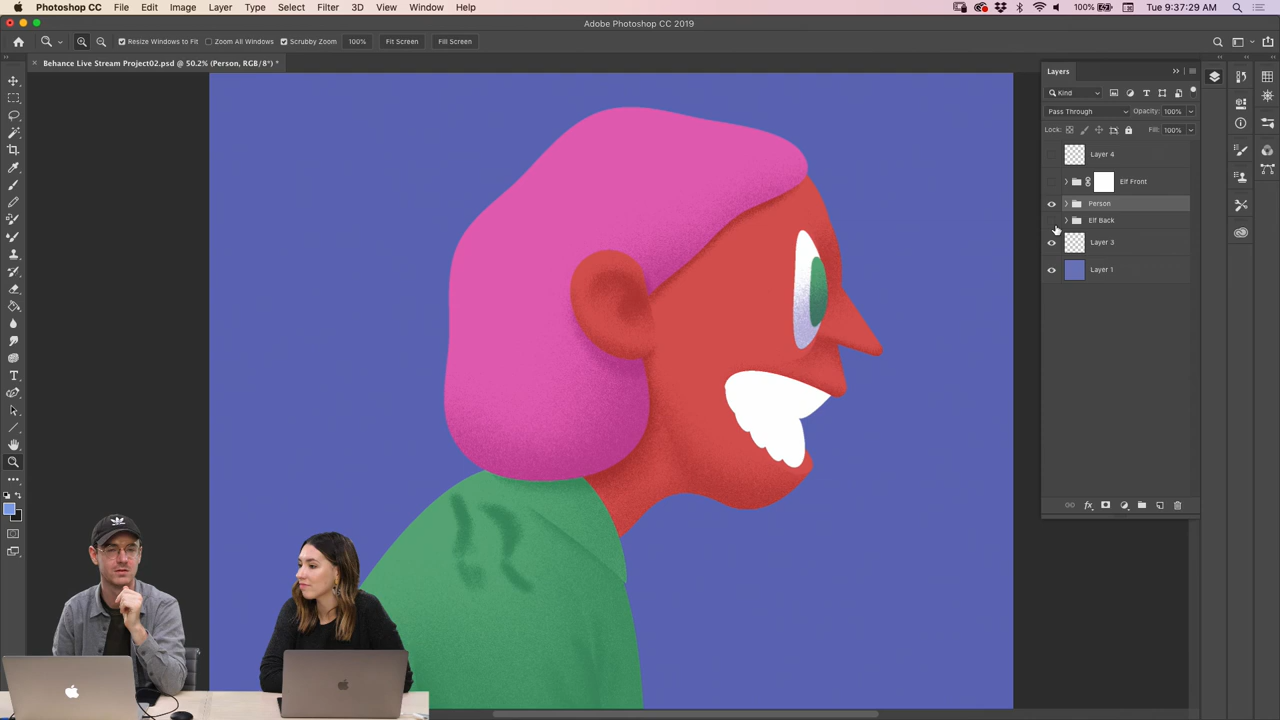 Photoshop CC File Edit Image Layer Type Select Filter 3D View Window Help 100% Tue 9:37:29 AM
Adobe Photoshop CC 2019
Resize Windows to Fit Zoom All Windows Scrubby Zoom 100% Fit Screen Fill Screen
× Behance Live Stream Project02.psd @ 50.2% (Person, RGB/8*) *
Layers
Kind
Pass Through Opacity: 100%
Lock: Fill: 100%
Layer 4
Elf Front
Person
Elf Back
Layer 3
Layer 1
fx